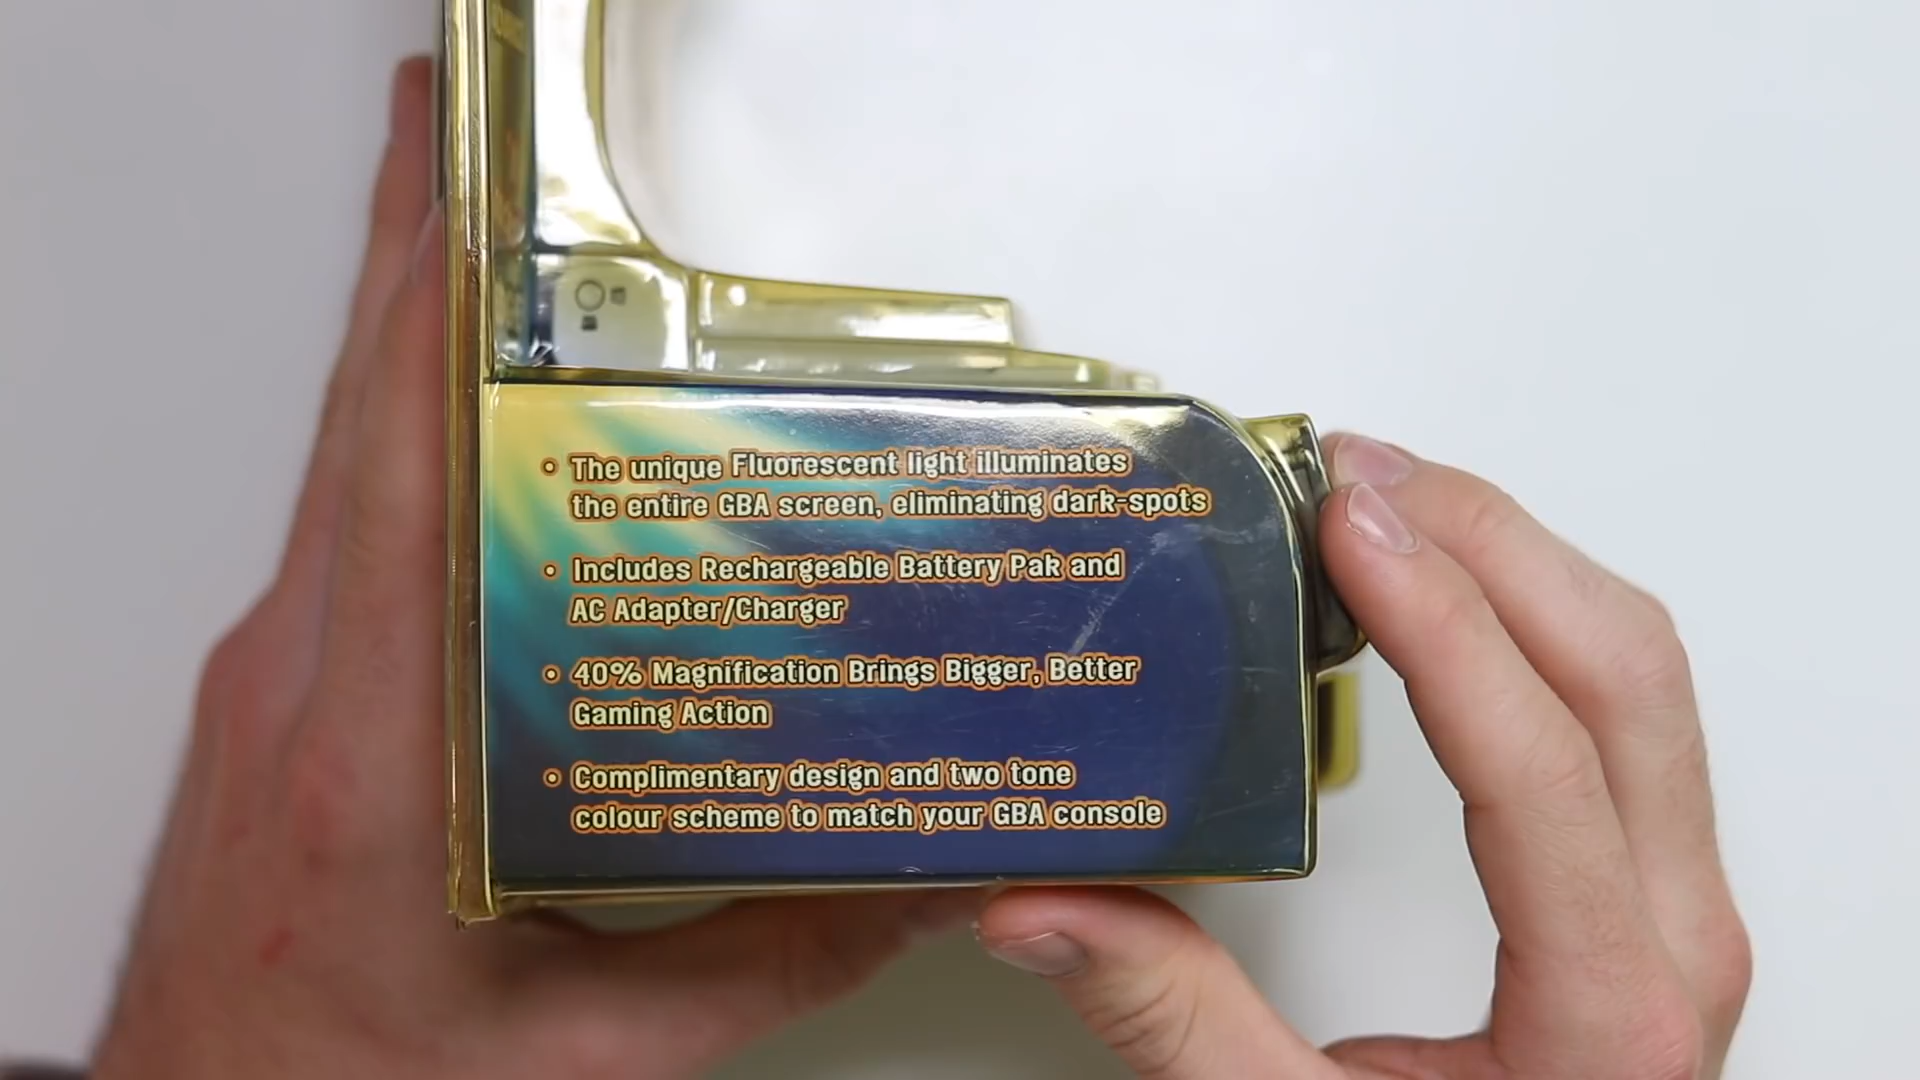 • The unique Fluorescent light illuminates
the entire GBA screen, eliminating dark-spots
• Includes Rechargeable Battery Pak and
AC Adapter/Charger
• 40% Magnification Brings Bigger, Better
Gaming Action
• Complimentary design and two tone
colour scheme to match your GBA console